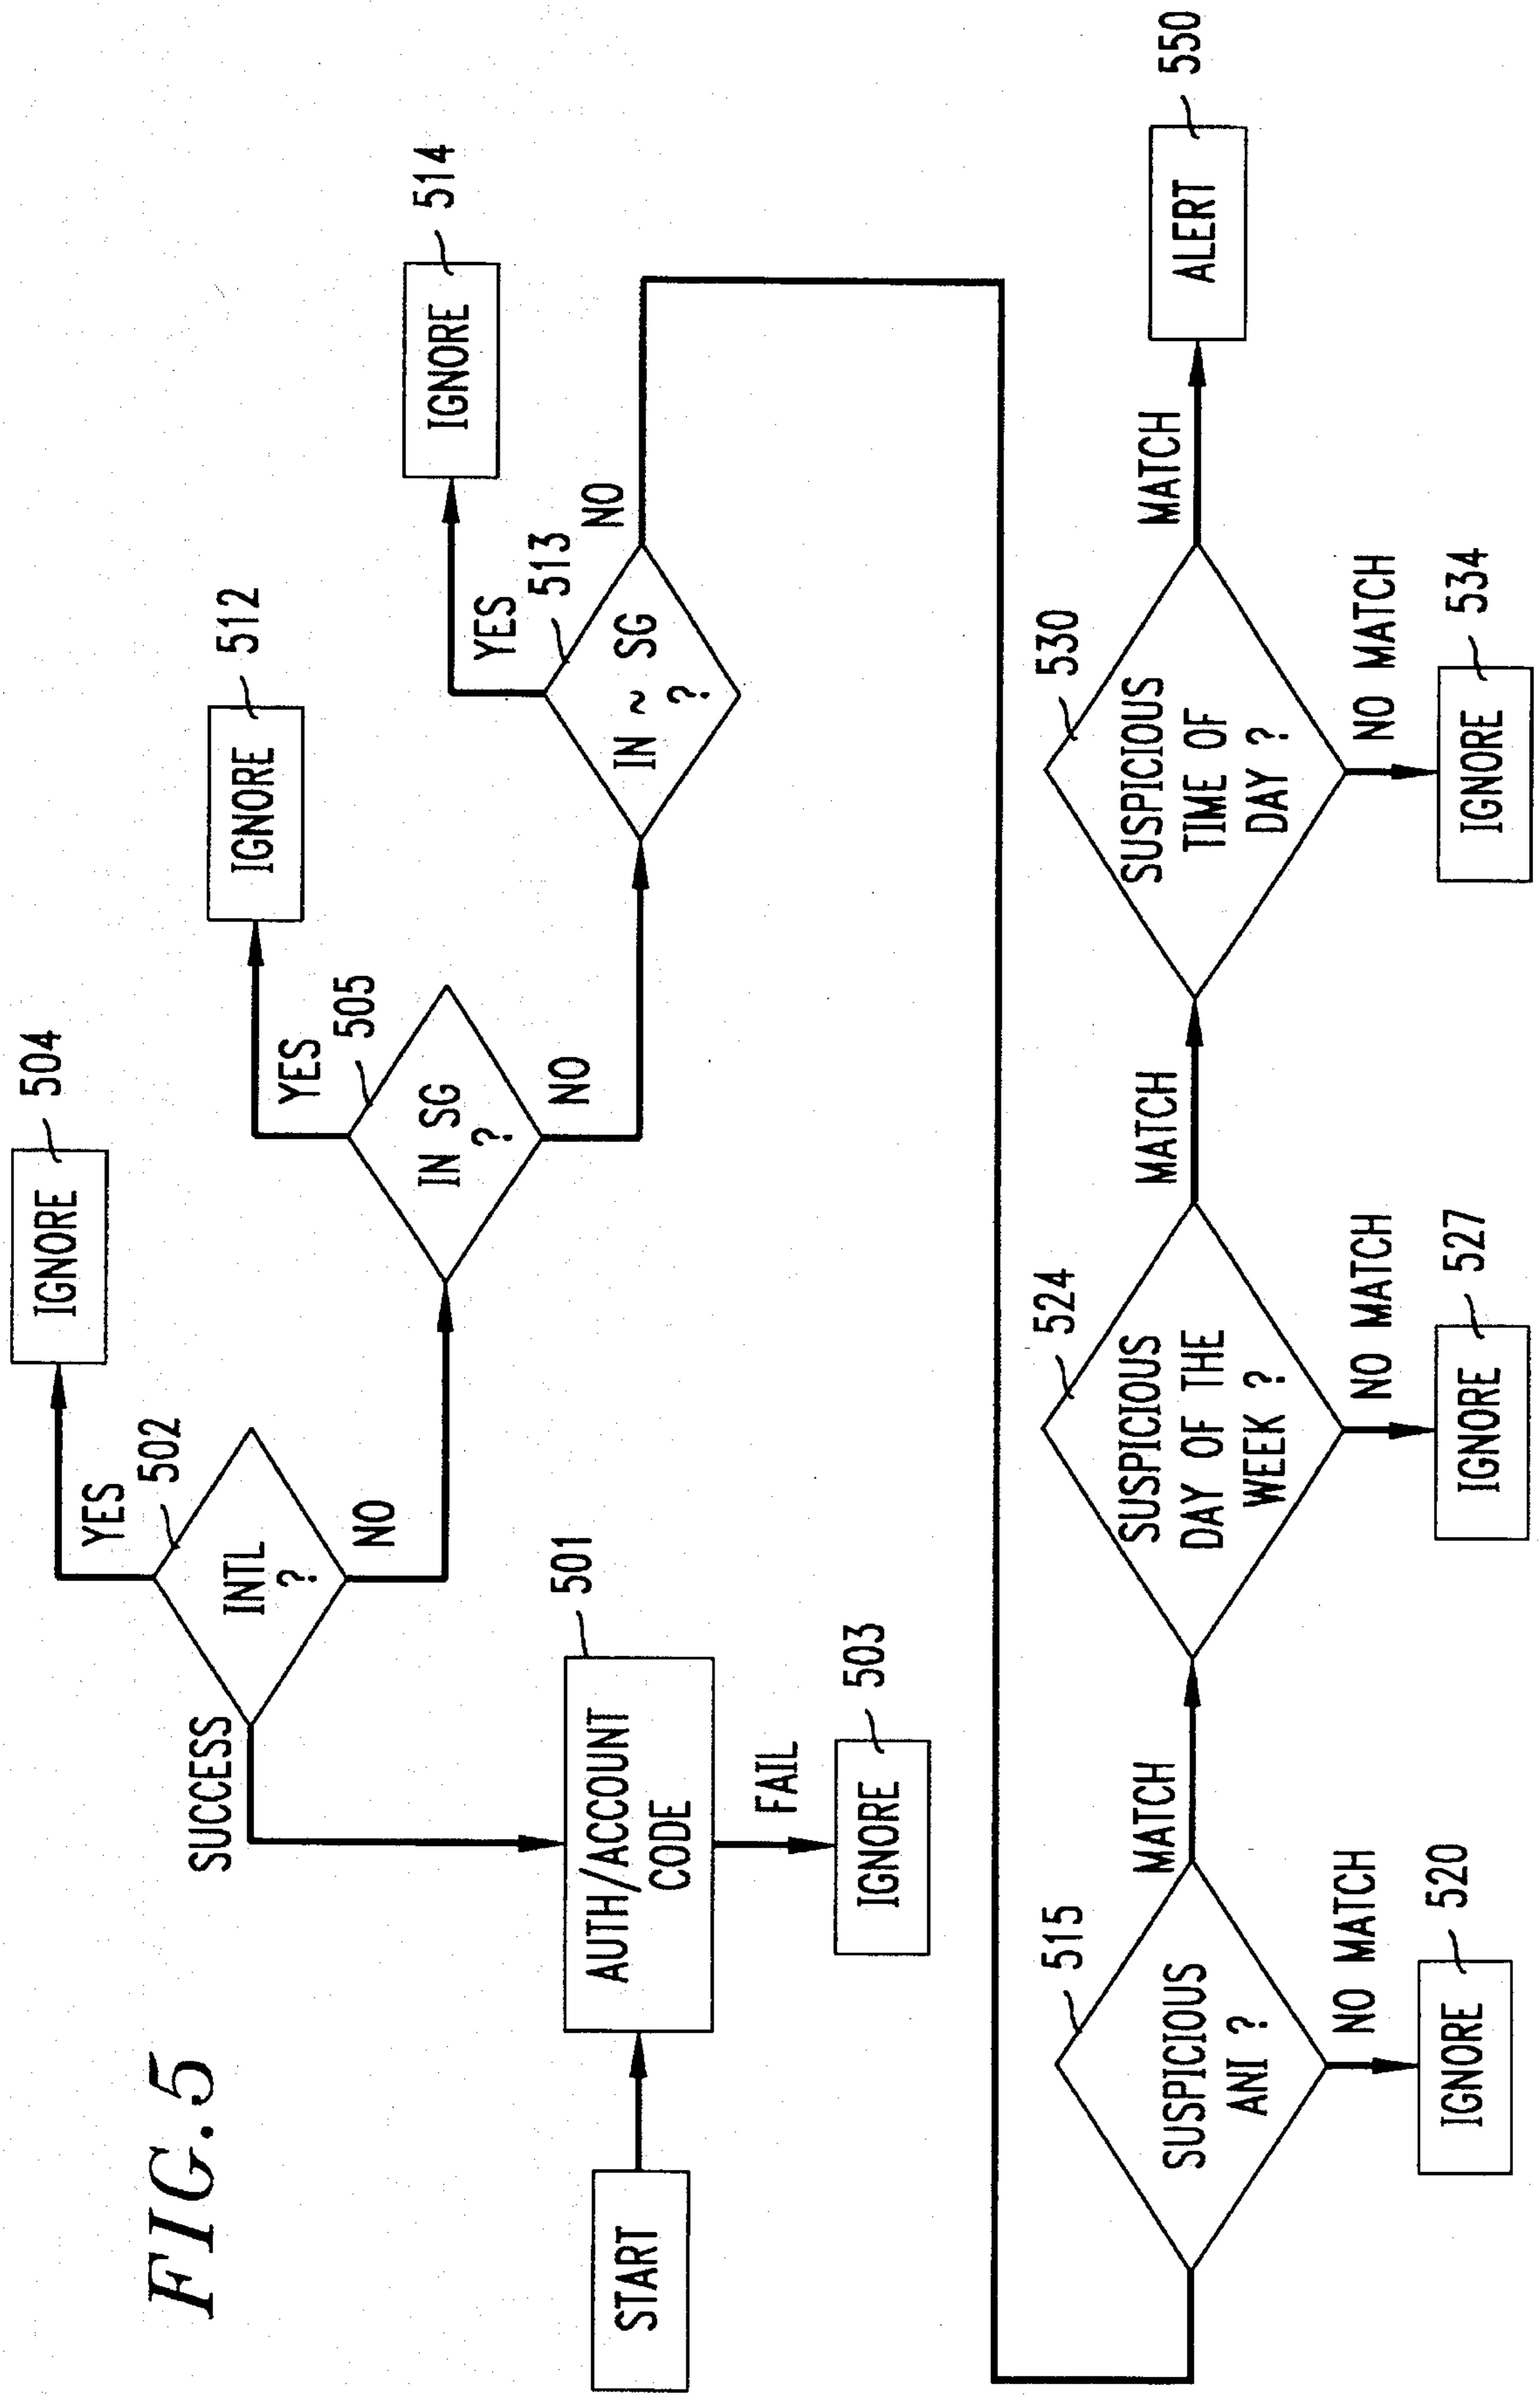 FIG.5
START
AUTH/ACCOUNT
CODE
501
FAIL
IGNORE
503
SUCCESS
INTL
?
502
YES
IGNORE
504
NO
IN SG
?
505
YES
IGNORE
512
NO
IN ~ SG
?
513
YES
IGNORE
514
NO
SUSPICIOUS
ANI ?
515
NO MATCH
IGNORE
520
MATCH
SUSPICIOUS
DAY OF THE
WEEK ?
524
NO MATCH
IGNORE
527
MATCH
SUSPICIOUS
TIME OF
DAY ?
530
NO MATCH
IGNORE
534
MATCH
ALERT
550